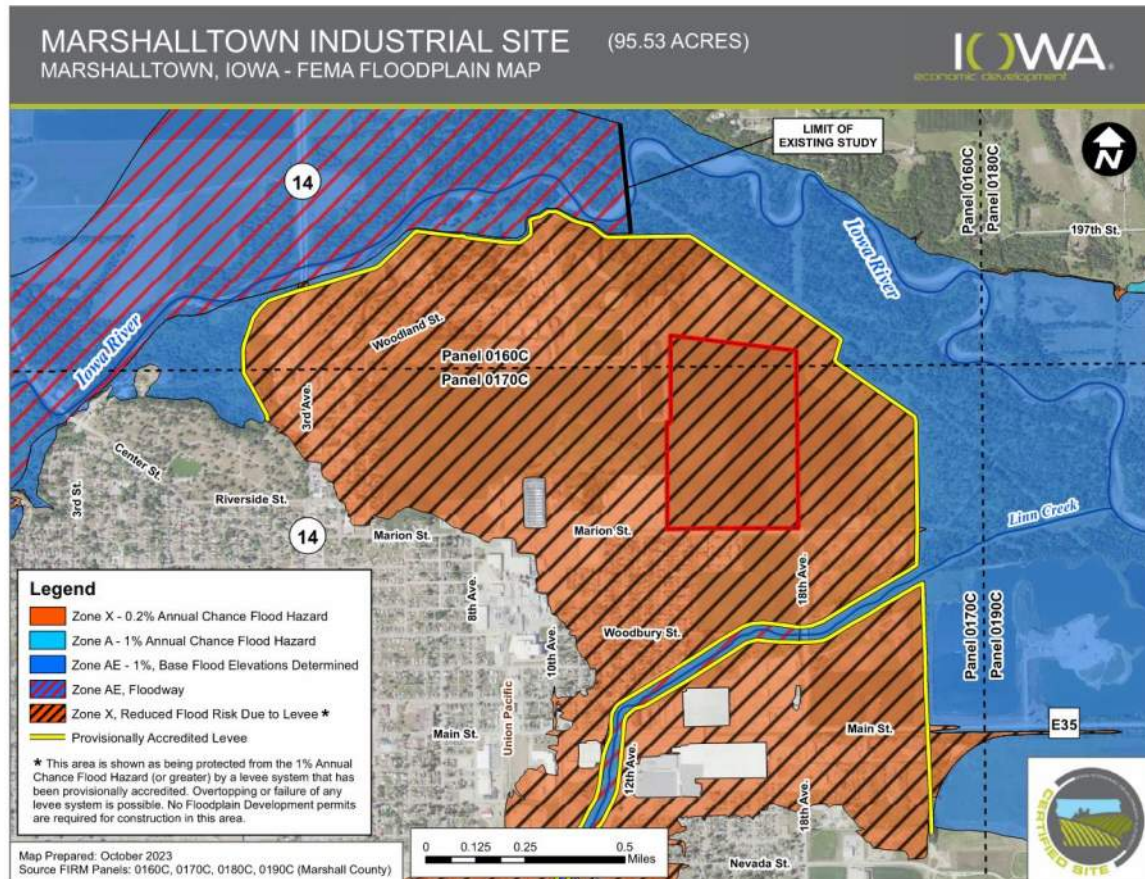 MARSHALLTOWN INDUSTRIAL SITE (95.53 ACRES)
MARSHALLTOWN, IOWA - FEMA FLOODPLAIN MAP
IOWA
economic development
LIMIT OF
EXISTING STUDY
14
N
Panel 0160C
Panel 0180C
197th St.
Iowa River
Iowa River
Woodland St.
Panel 0160C
Panel 0170C
3rd Ave.
Center St.
3rd St.
Riverside St.
14
Marion St.
Marion St.
Linn Creek
8th Ave.
18th Ave.
Woodbury St.
10th Ave.
Panel 0170C
Panel 0190C
Union Pacific
Main St.
Main St.
E35
12th Ave.
18th Ave.
Nevada St.
Legend
Zone X - 0.2% Annual Chance Flood Hazard
Zone A - 1% Annual Chance Flood Hazard
Zone AE - 1%, Base Flood Elevations Determined
Zone AE, Floodway
Zone X, Reduced Flood Risk Due to Levee *
Provisionally Accredited Levee
* This area is shown as being protected from the 1% Annual
Chance Flood Hazard (or greater) by a levee system that has
been provisionally accredited. Overtopping or failure of any
levee system is possible. No Floodplain Development permits
are required for construction in this area.
0 0.125 0.25 0.5
Miles
Map Prepared: October 2023
Source FIRM Panels: 0160C, 0170C, 0180C, 0190C (Marshall County)
CERTIFIED SITE